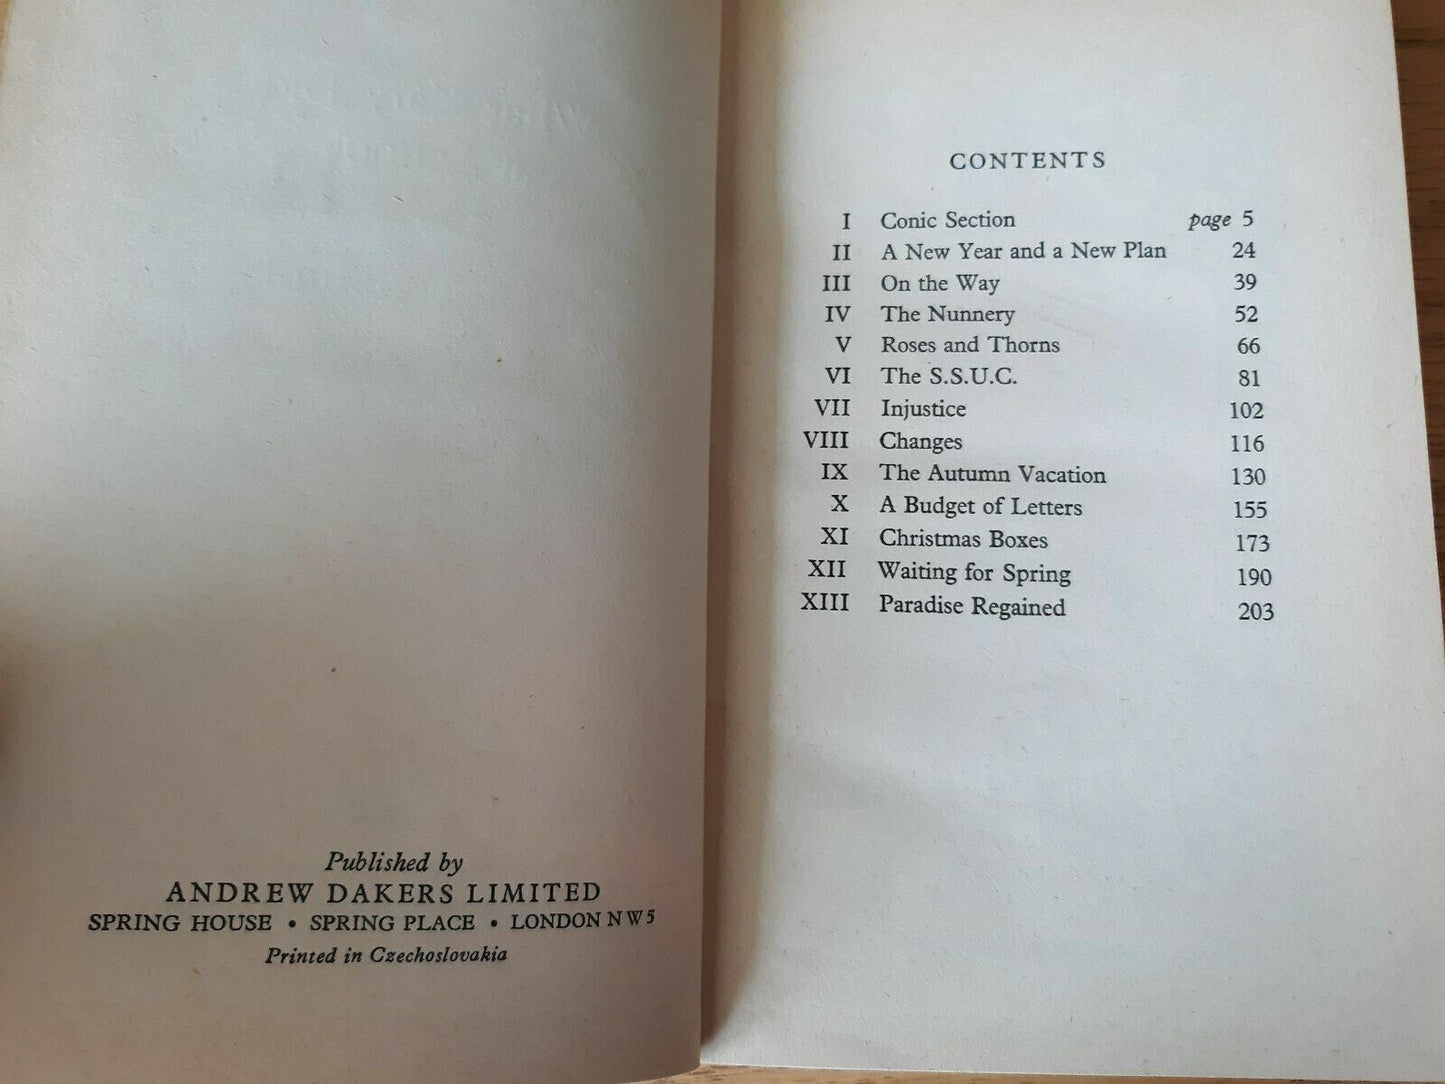 Published by
ANDREW DAKERS LIMITED
SPRING HOUSE • SPRING PLACE • LONDON NW5
Printed in Czechoslovakia
CONTENTS
I Conic Section page 5
II A New Year and a New Plan 24
III On the Way 39
IV The Nunnery 52
V Roses and Thorns 66
VI The S.S.U.C. 81
VII Injustice 102
VIII Changes 116
IX The Autumn Vacation 130
X A Budget of Letters 155
XI Christmas Boxes 173
XII Waiting for Spring 190
XIII Paradise Regained 203